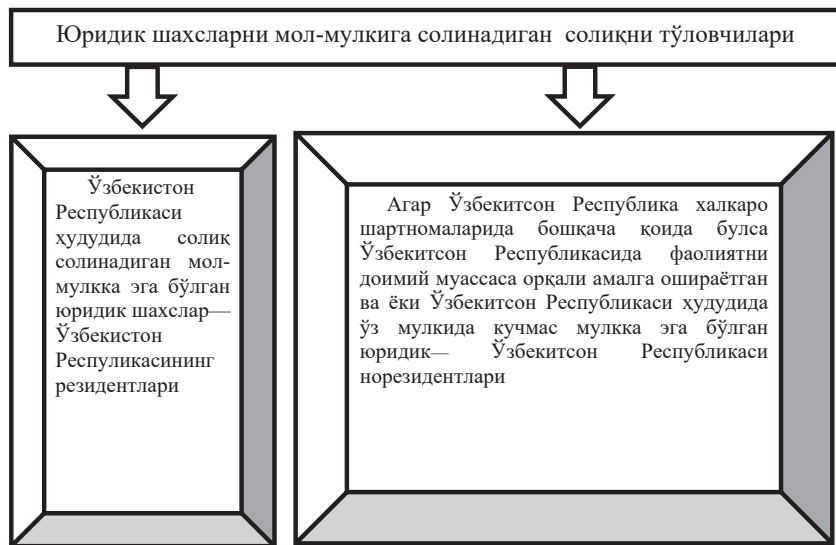 Юридик шахсларни мол-мулкига солинадиган солиқни тўловчилари
Ўзбекистон
Республикаси
ҳудудида солиқ
солинадиган мол-
мулкка эга бўлган
юридик шахслар—
Ўзбекистон
Респуликасининг
резидентлари
Агар Ўзбекитсон Республика халкаро
шартномаларида бошқача қоида булса
Ўзбекитсон Республикасида фаолиятни
доимий муассаса орқали амалга ошираётган
ва ёки Ўзбекитсон Республикаси ҳудудида
ўз мулкида кучмас мулкка эга бўлган
юридик— Ўзбекитсон Республикаси
норезидентлари